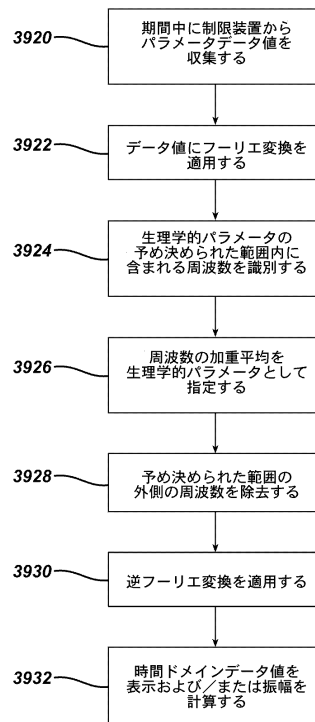 3920
期間中に制限装置から
パラメータデータ値を
収集する
3922
データ値にフーリエ変換を
適用する
3924
生理学的パラメータの
予め決められた範囲内に
含まれる周波数を識別する
3926
周波数の加重平均を
生理学的パラメータとして
指定する
3928
予め決められた範囲の
外側の周波数を除去する
3930
逆フーリエ変換を適用する
3932
時間ドメインデータ値を
表示および/または振幅を
計算する